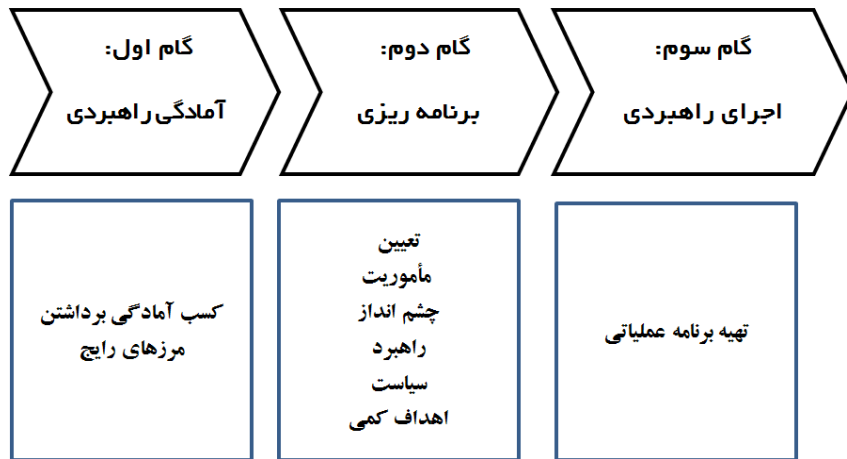 گام اول:
آمادگی راهبردی
گام دوم:
برنامه ریزی
گام سوم:
اجرای راهبردی
کسب آمادگی برداشتن
مرزهای رایج
تعیین
مأموریت
چشم انداز
راهبرد
سیاست
اهداف کمی
تهیه برنامه عملیاتی